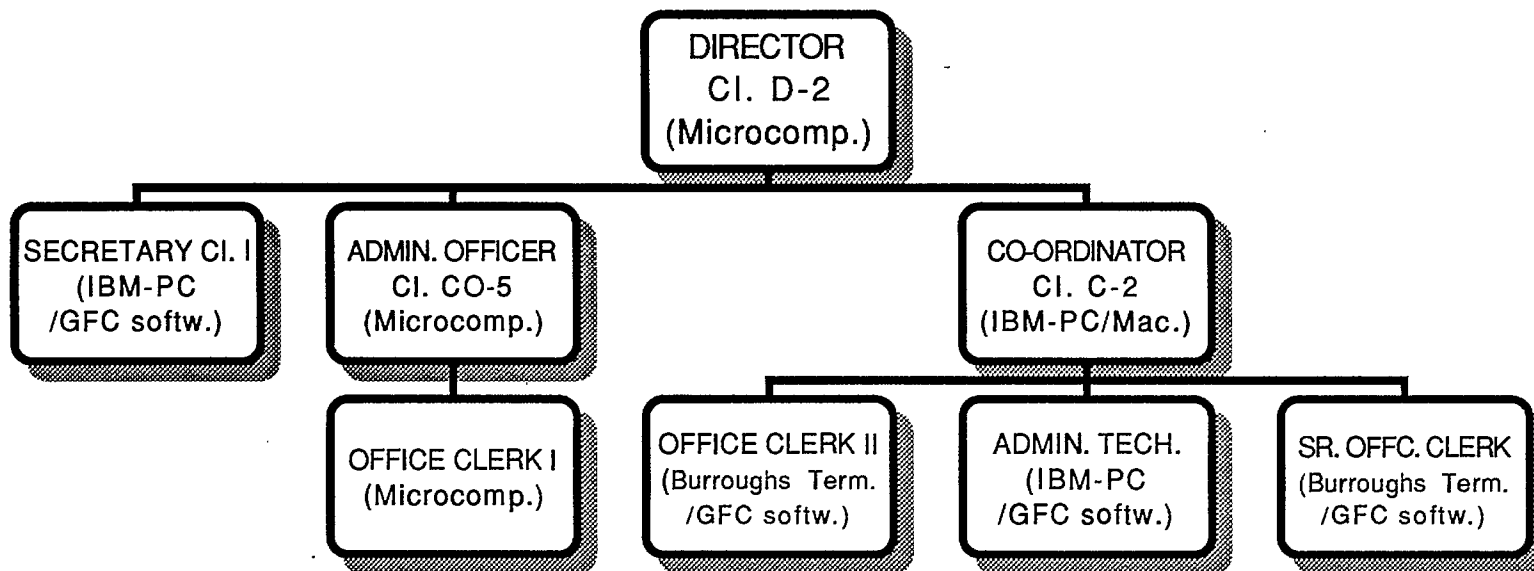 DIRECTOR
Cl. D-2
(Microcomp.)
SECRETARY Cl. I
(IBM-PC
/GFC softw.)
ADMIN. OFFICER
Cl. CO-5
(Microcomp.)
CO-ORDINATOR
Cl. C-2
(IBM-PC/Mac.)
OFFICE CLERK I
(Microcomp.)
OFFICE CLERK II
(Burroughs Term.
/GFC softw.)
ADMIN. TECH.
(IBM-PC
/GFC softw.)
SR. OFFC. CLERK
(Burroughs Term.
/GFC softw.)